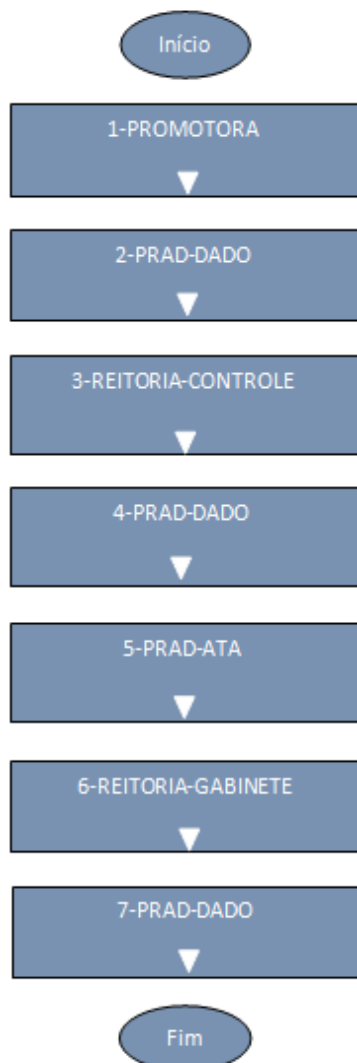 Início
1-PROMOTORA
2-PRAD-DADO
3-REITORIA-CONTROLE
4-PRAD-DADO
5-PRAD-ATA
6-REITORIA-GABINETE
7-PRAD-DADO
Fim